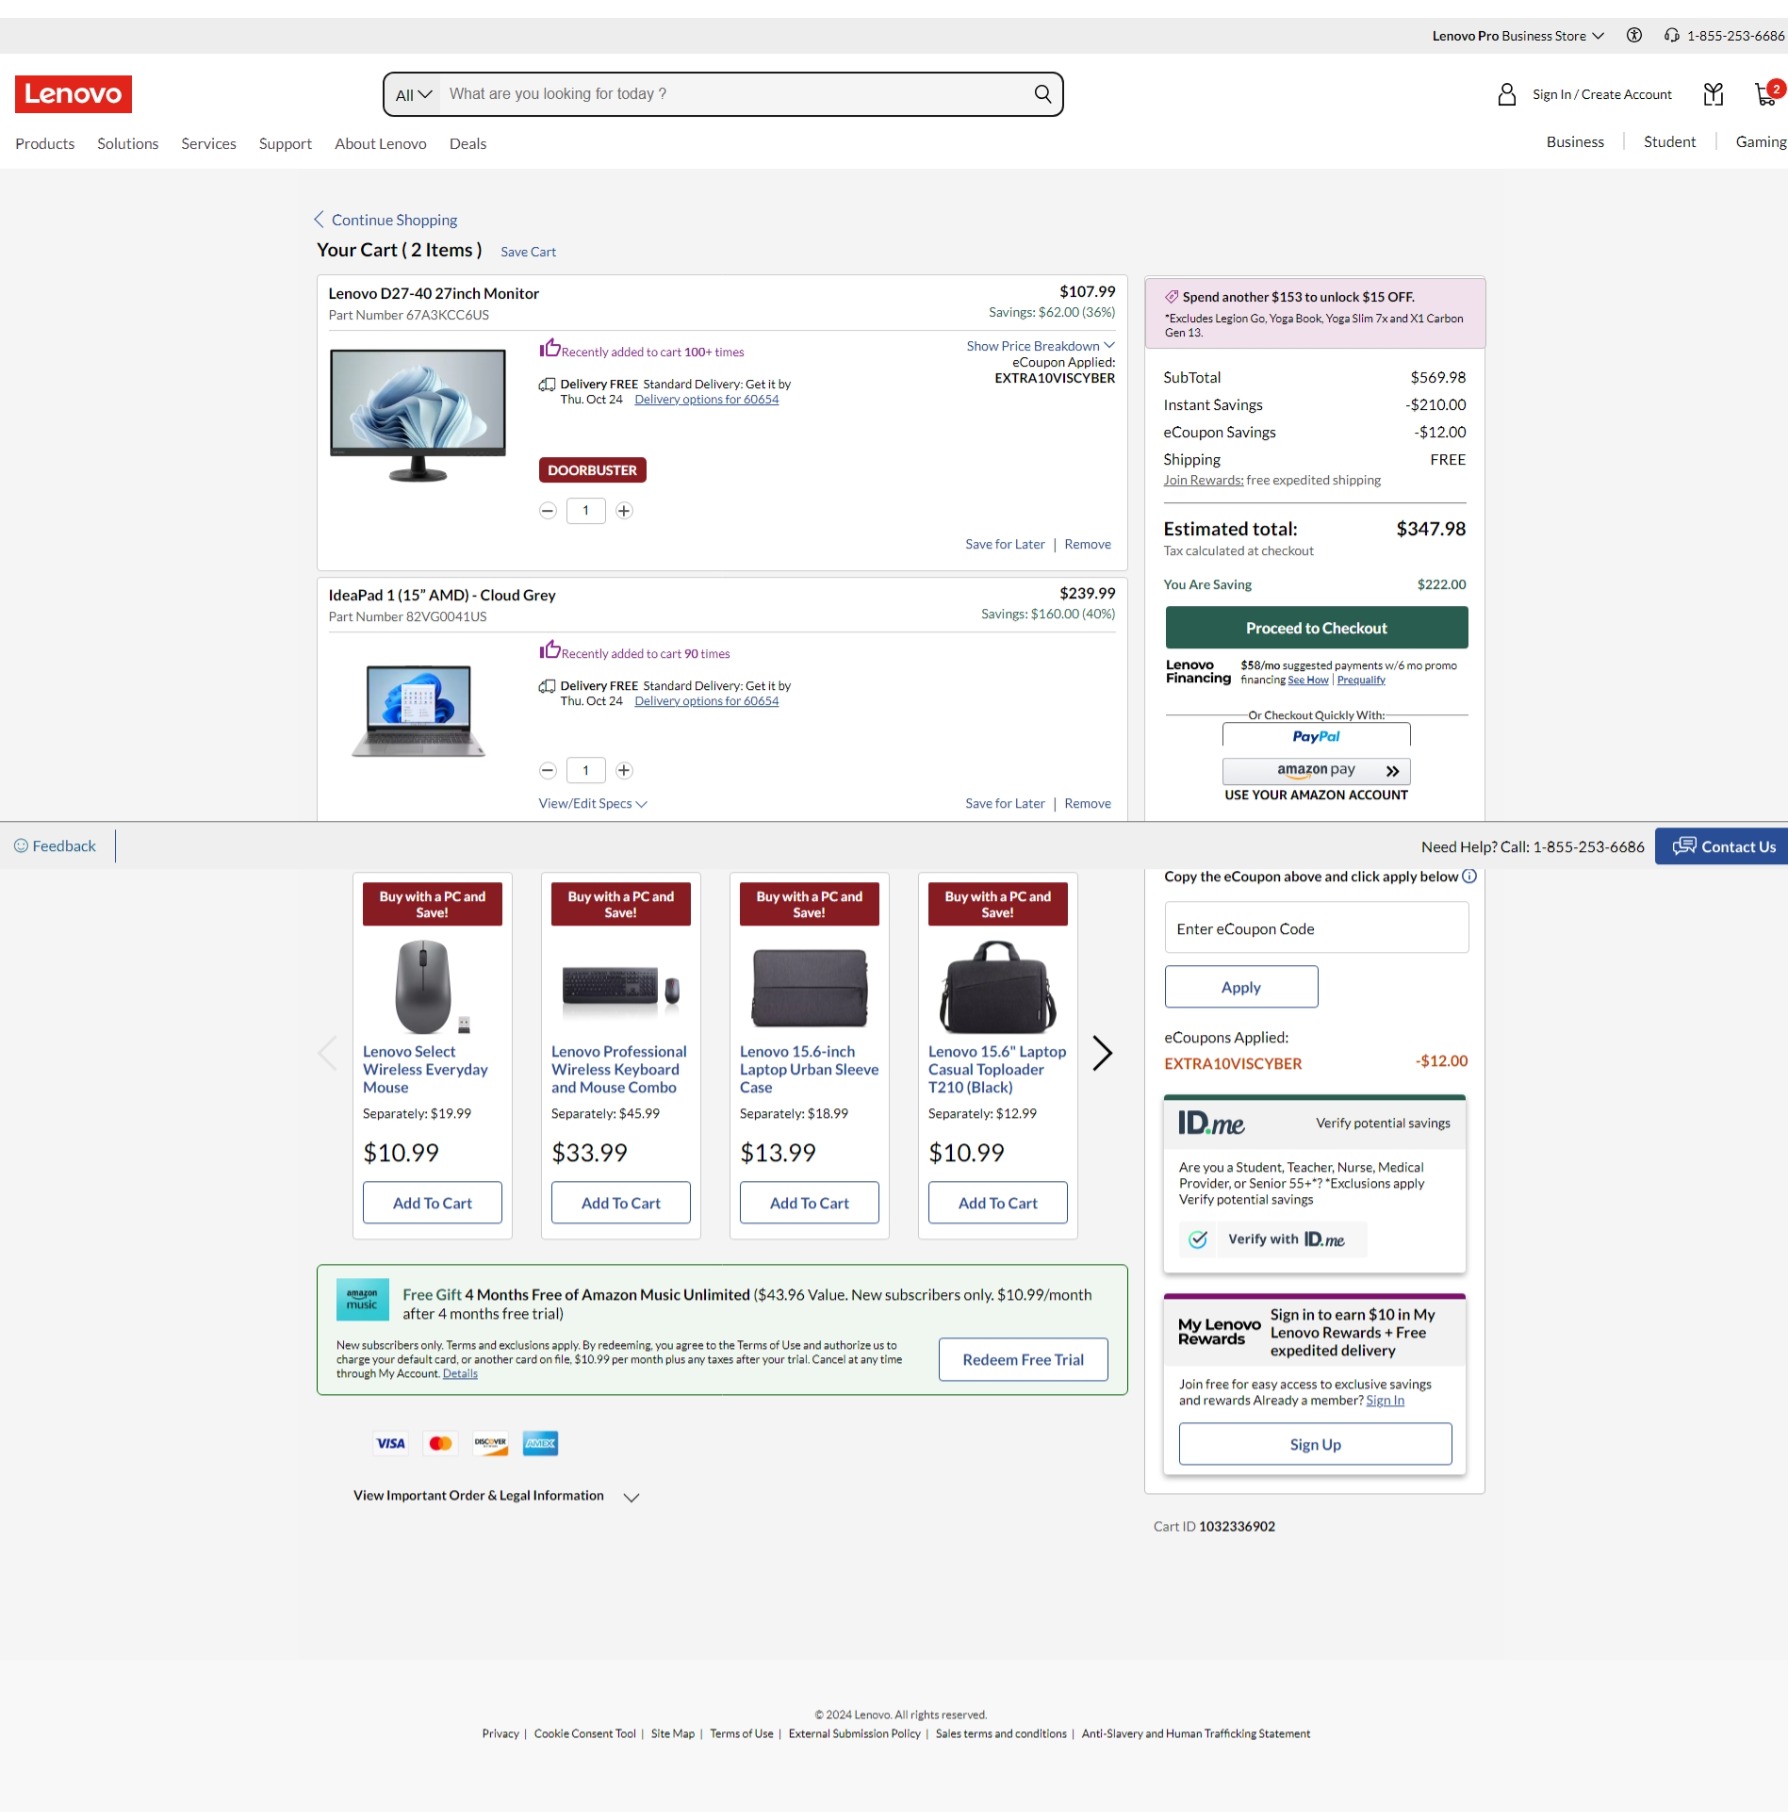 Lenovo Pro Business Store
1-855-253-6686
Lenovo
All
What are you looking for today ?
Sign In / Create Account
2
Products
Solutions
Services
Support
About Lenovo
Deals
Business
Student
Gaming
Continue Shopping
Your Cart ( 2 Items )
Save Cart
Lenovo D27-40 27inch Monitor
$107.99
Part Number 67A3KCC6US
Savings: $62.00 (36%)
Recently added to cart 100+ times
Show Price Breakdown
eCoupon Applied:
EXTRA10VISCYBER
Delivery FREE Standard Delivery: Get it by
Thu. Oct 24 Delivery options for 60654
DOORBUSTER
1
Save for Later | Remove
IdeaPad 1 (15” AMD) - Cloud Grey
$239.99
Part Number 82VG0041US
Savings: $160.00 (40%)
Recently added to cart 90 times
Delivery FREE Standard Delivery: Get it by
Thu. Oct 24 Delivery options for 60654
1
View/Edit Specs
Save for Later | Remove
Spend another $153 to unlock $15 OFF.
*Excludes Legion Go, Yoga Book, Yoga Slim 7x and X1 Carbon
Gen 13.
SubTotal $569.98
Instant Savings -$210.00
eCoupon Savings -$12.00
Shipping FREE
Join Rewards: free expedited shipping
Estimated total: $347.98
Tax calculated at checkout
You Are Saving $222.00
Proceed to Checkout
Lenovo
Financing
$58/mo suggested payments w/6 mo promo
financing See How | Prequalify
Or Checkout Quickly With:
PayPal
amazon pay
USE YOUR AMAZON ACCOUNT
Feedback
Need Help? Call: 1-855-253-6686
Contact Us
Buy with a PC and
Save!
Lenovo Select
Wireless Everyday
Mouse
Separately: $19.99
$10.99
Add To Cart
Buy with a PC and
Save!
Lenovo Professional
Wireless Keyboard
and Mouse Combo
Separately: $45.99
$33.99
Add To Cart
Buy with a PC and
Save!
Lenovo 15.6-inch
Laptop Urban Sleeve
Case
Separately: $18.99
$13.99
Add To Cart
Buy with a PC and
Save!
Lenovo 15.6" Laptop
Casual Toploader
T210 (Black)
Separately: $12.99
$10.99
Add To Cart
Copy the eCoupon above and click apply below
Enter eCoupon Code
Apply
eCoupons Applied:
EXTRA10VISCYBER -$12.00
ID.me
Verify potential savings
Are you a Student, Teacher, Nurse, Medical
Provider, or Senior 55+*? *Exclusions apply
Verify potential savings
Verify with ID.me
My Lenovo
Rewards
Sign in to earn $10 in My
Lenovo Rewards + Free
expedited delivery
Join free for easy access to exclusive savings
and rewards Already a member? Sign In
Sign Up
Cart ID 1032336902
amazon
music
Free Gift 4 Months Free of Amazon Music Unlimited ($43.96 Value. New subscribers only. $10.99/month
after 4 months free trial)
New subscribers only. Terms and exclusions apply. By redeeming, you agree to the Terms of Use and authorize us to
charge your default card, or another card on file, $10.99 per month plus any taxes after your trial. Cancel at any time
through My Account. Details
Redeem Free Trial
VISA
DISCOVER
AMEX
View Important Order & Legal Information
© 2024 Lenovo. All rights reserved.
Privacy | Cookie Consent Tool | Site Map | Terms of Use | External Submission Policy | Sales terms and conditions | Anti-Slavery and Human Trafficking Statement